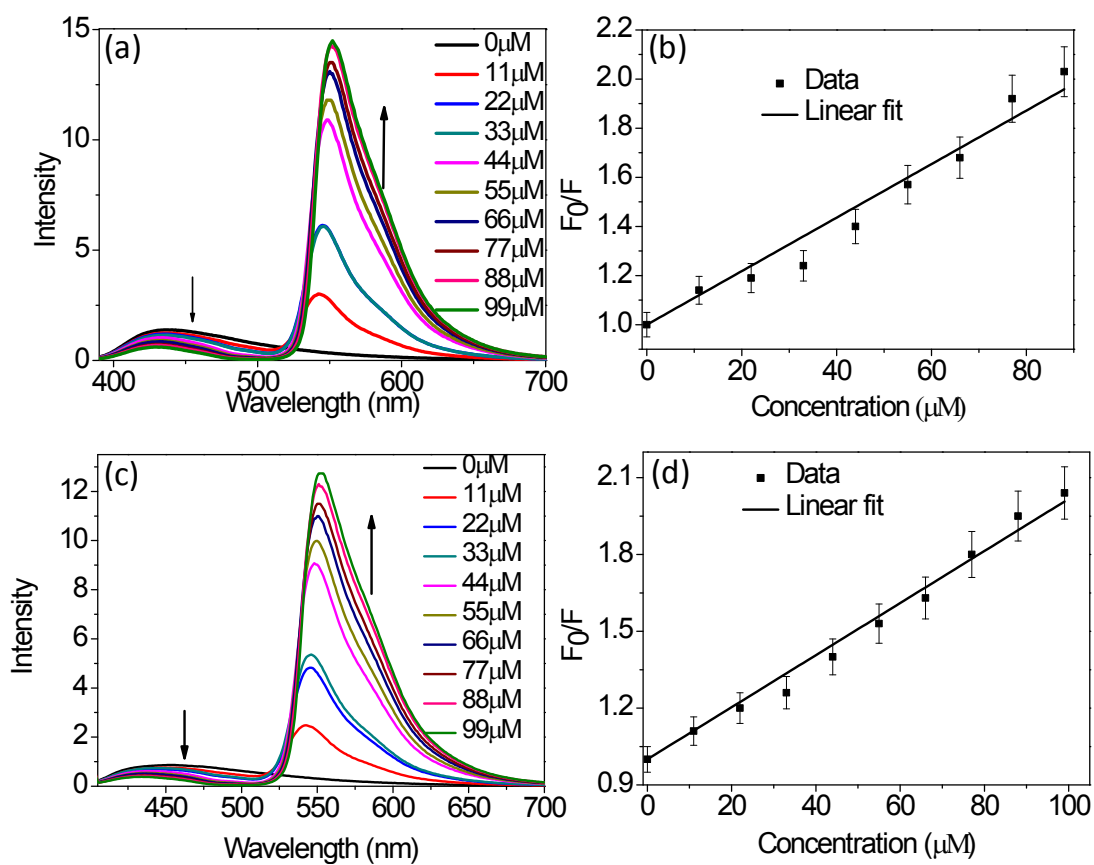 (a)
15
10
5
0
Intensity
400 450 500 550 600 650 700
Wavelength (nm)
0μM
11μM
22μM
33μM
44μM
55μM
66μM
77μM
88μM
99μM
(b)
2.2
2.0
1.8
1.6
1.4
1.2
1.0
F0/F
Data
Linear fit
0 20 40 60 80
Concentration (μM)
(c)
12
10
8
6
4
2
0
Intensity
450 500 550 600 650 700
Wavelength (nm)
0μM
11μM
22μM
33μM
44μM
55μM
66μM
77μM
88μM
99μM
(d)
2.1
1.8
1.5
1.2
0.9
F0/F
Data
Linear fit
0 20 40 60 80 100
Concentration (μM)